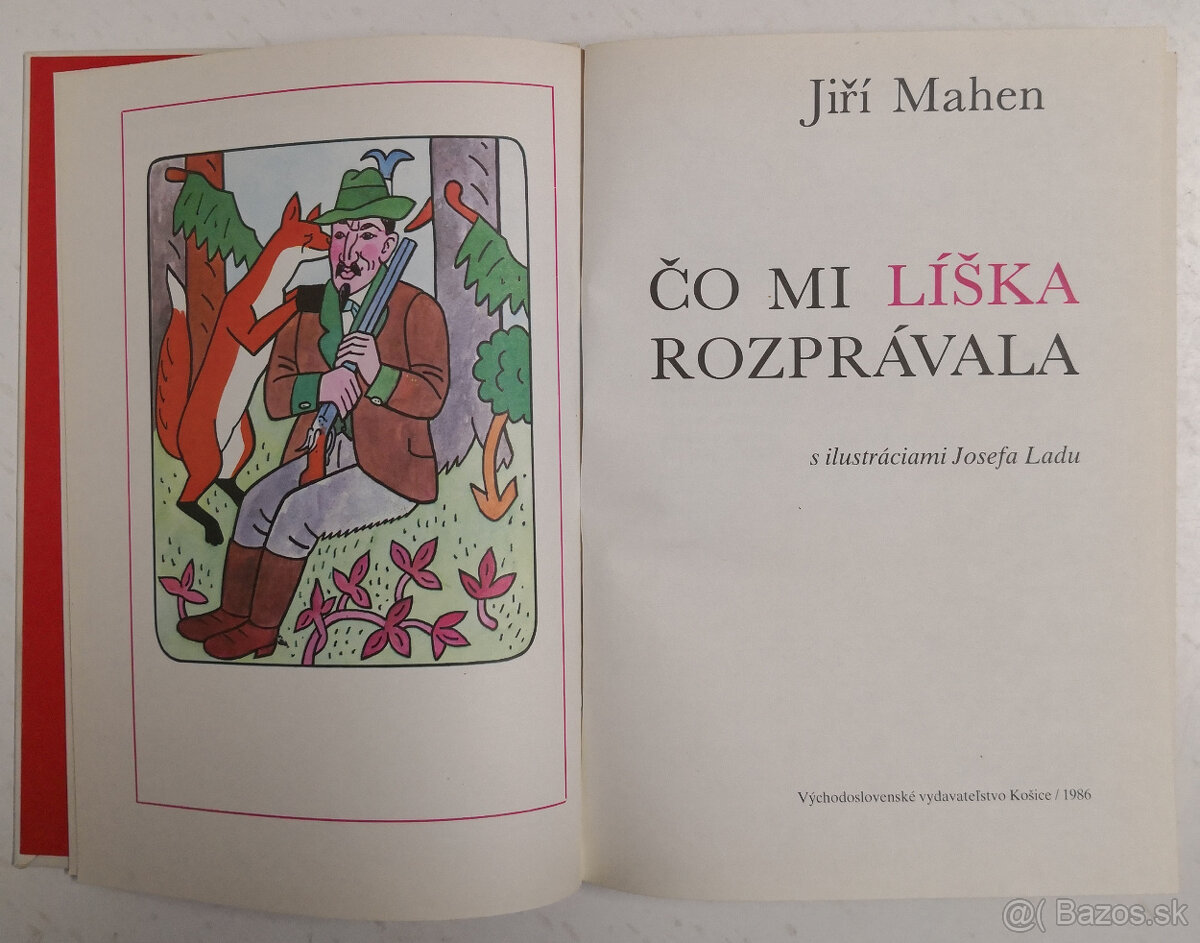 Jiří Mahen
ČO MI LÍŠKA
ROZPRÁVALA
s ilustráciami Josefa Ladu
Východoslovenské vydavateľstvo Košice / 1986
@( Bazos.sk